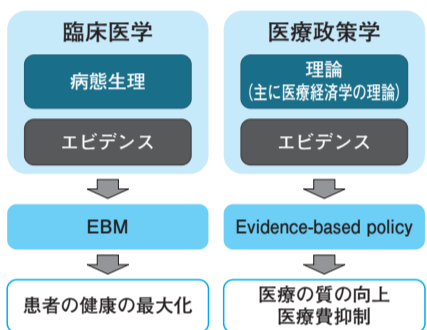 臨床医学
病態生理
エビデンス
EBM
患者の健康の最大化
医療政策学
理論
(主に医療経済学の理論)
エビデンス
Evidence-based policy
医療の質の向上
医療費抑制